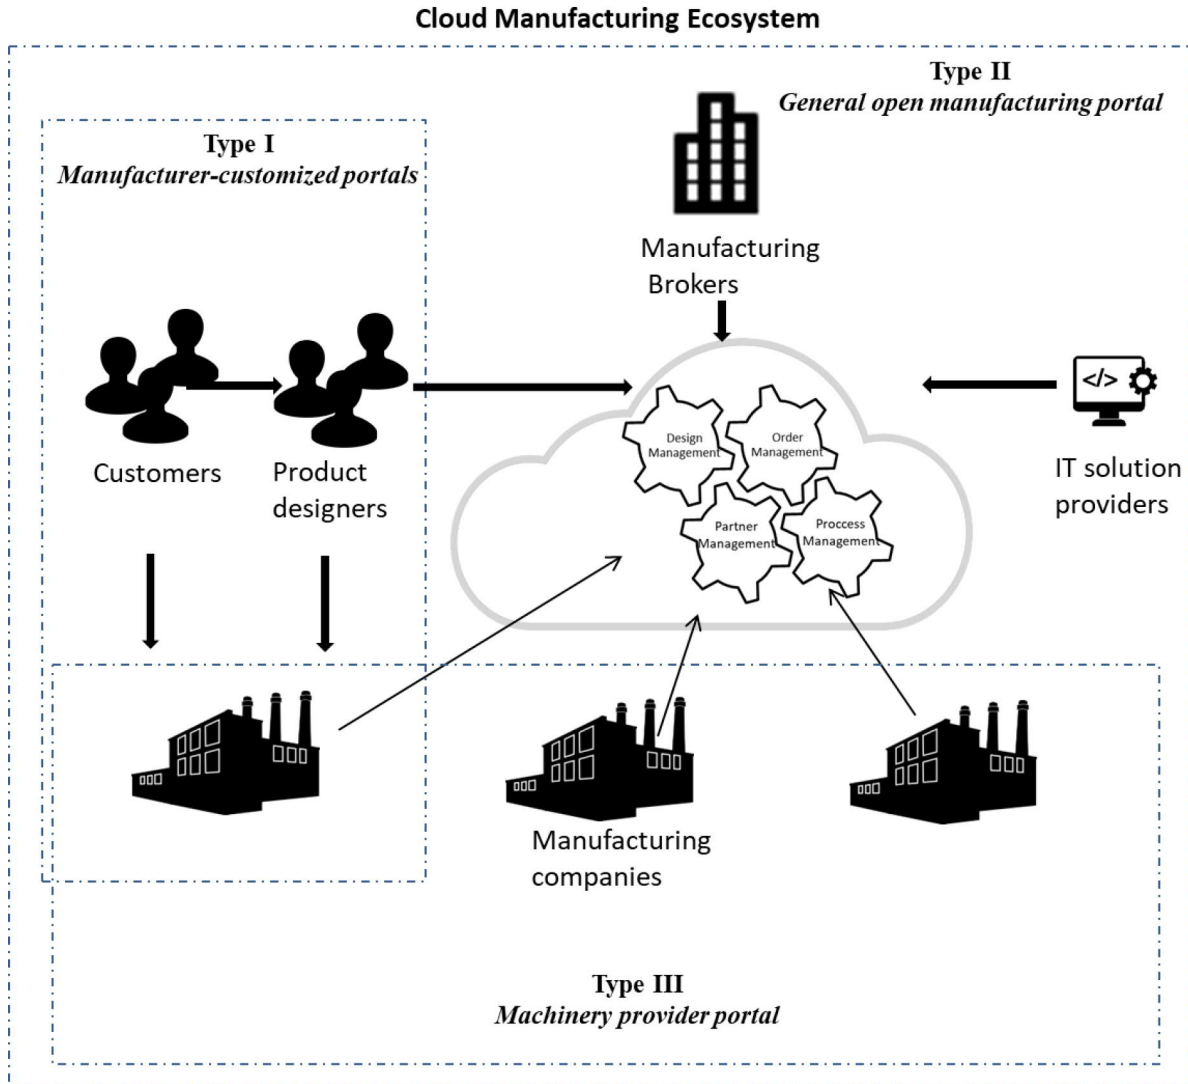 Cloud Manufacturing Ecosystem
Type II
General open manufacturing portal
Type I
Manufacturer-customized portals
Manufacturing
Brokers
</>
Design
Management
Order
Management
Customers
Product
designers
IT solution
providers
Partner
Management
Proccess
Management
Manufacturing
companies
Type III
Machinery provider portal